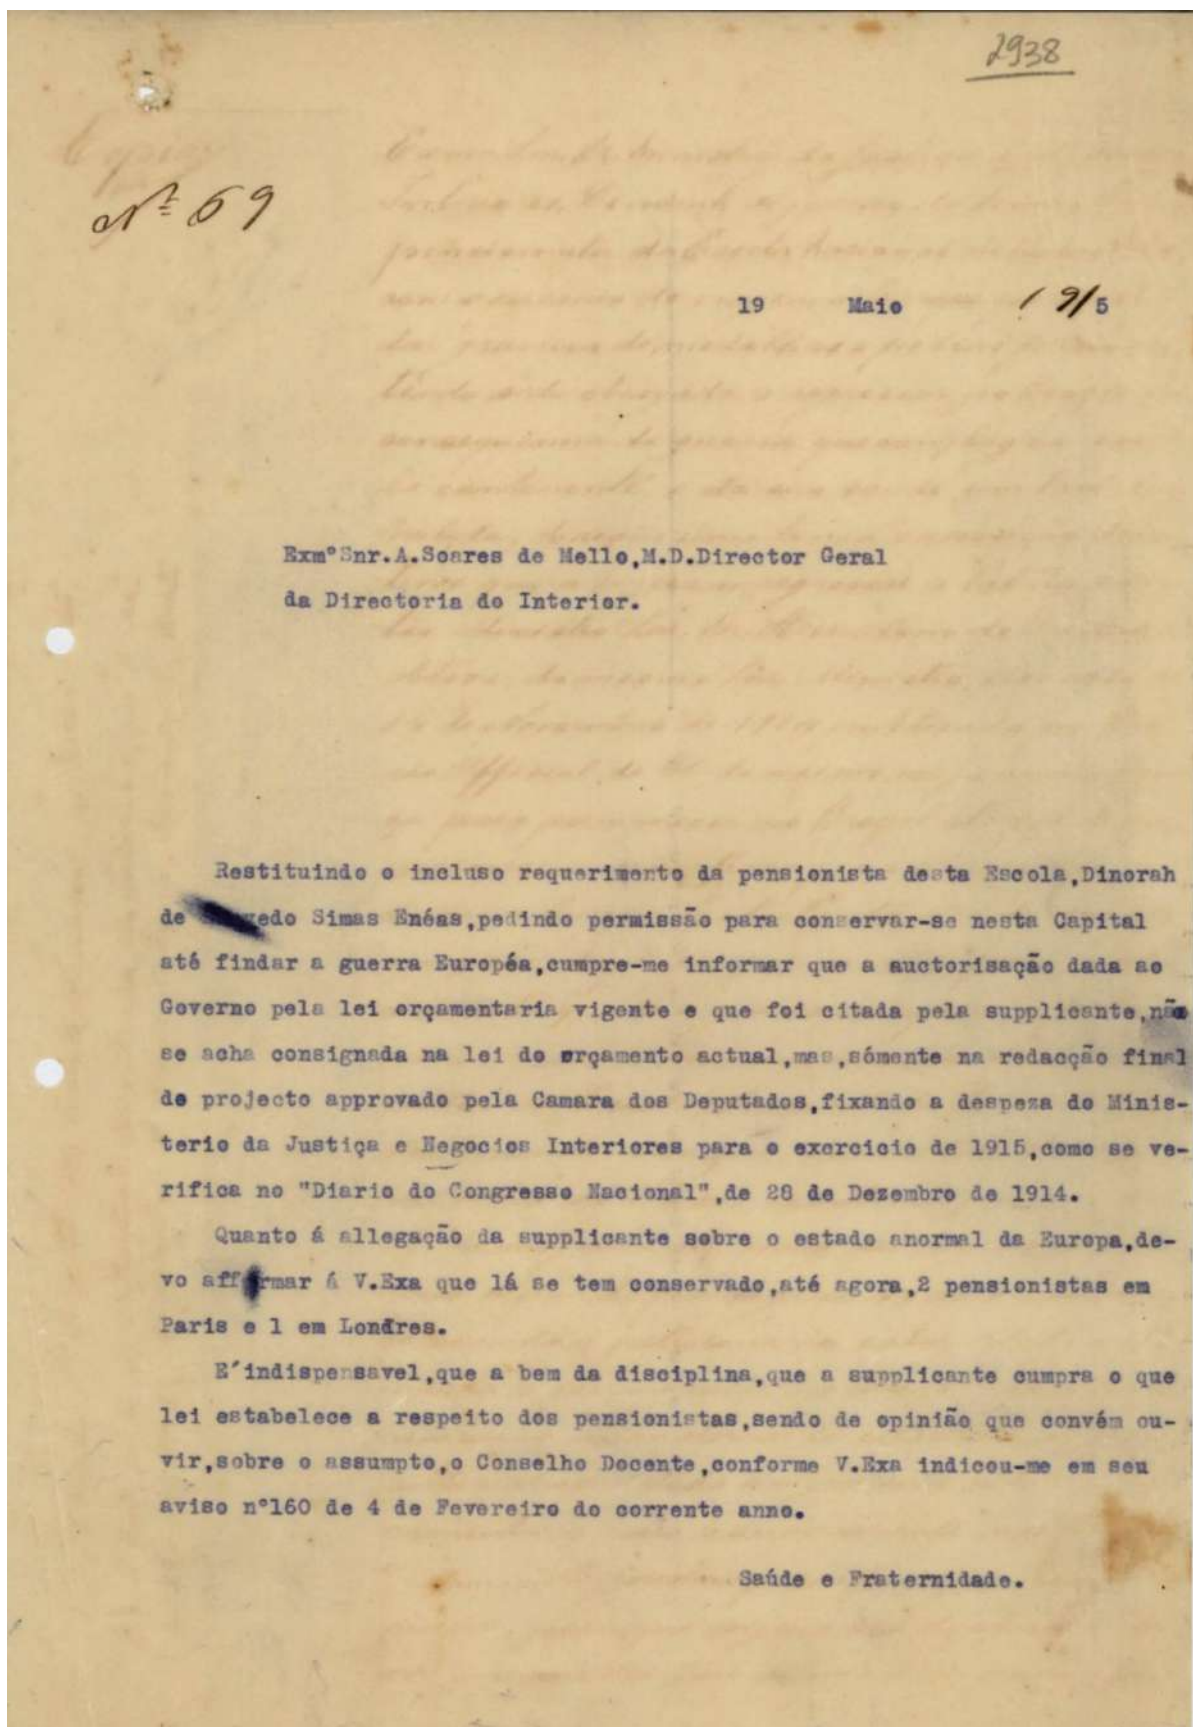 2938
Nº 69
19 Maio 1915
Exmº Snr.A.Soares de Mello,M.D.Director Geral
da Directoria do Interior.
Restituindo o incluso requerimento da pensionista desta Escola,Dinorah
de Simas Enéas,pedindo permissão para conservar-se nesta Capital
até findar a guerra Européa,cumpre-me informar que a auctorisação dada ao
Governo pela lei orçamentaria vigente e que foi citada pela supplicante,não
se acha consignada na lei do orçamento actual,mas,sómente na redacção final
do projecto approvado pela Camara dos Deputados,fixando a despeza do Minis-
terio da Justiça e Negocios Interiores para o exercicio de 1915,como se ve-
rifica no "Diario do Congresso Nacional",de 28 de Dezembro de 1914.
Quanto á allegação da supplicante sobre o estado anormal da Europa,de-
vo affirmar á V.Exa que lá se tem conservado,até agora,2 pensionistas em
Paris e 1 em Londres.
E´indispensavel,que a bem da disciplina,que a supplicante cumpra o que
lei estabelece a respeito dos pensionistas,sendo de opinião que convém ou-
vir,sobre o assumpto,o Conselho Docente,conforme V.Exa indicou-me em seu
aviso nº160 de 4 de Fevereiro do corrente anno.
Saúde e Fraternidade.